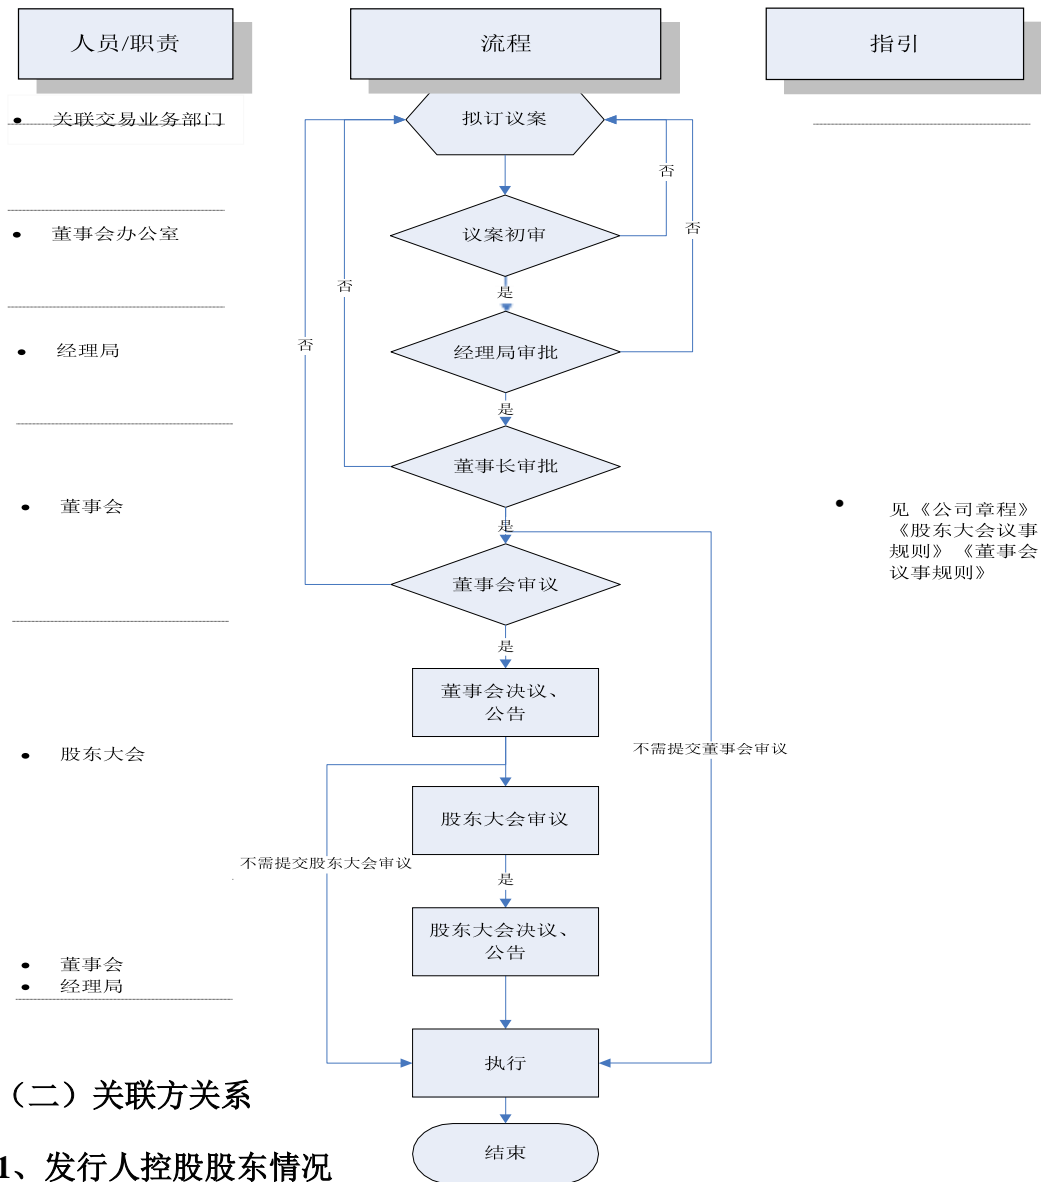 人员/职责
流程
指引
• 关联交易业务部门
拟订议案
否
• 董事会办公室
议案初审
否
否
是
否
• 经理局
经理局审批
是
董事长审批
• 董事会
是
• 见《公司章程》
《股东大会议事
规则》《董事会
议事规则》
董事会审议
是
董事会决议、
公告
• 股东大会
不需提交董事会审议
股东大会审议
不需提交股东大会审议
是
股东大会决议、
公告
• 董事会
• 经理局
执行
(二)关联方关系
结束
1、发行人控股股东情况